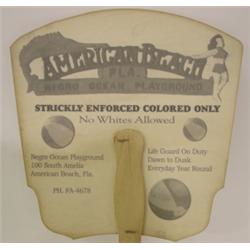 AMERICAN BEACH
FLA.
NEGRO OCEAN PLAYGROUND
STRICKLY ENFORCED COLORED ONLY
No Whites Allowed
Negro Ocean Playground
100 South Amelia
American Beach, Fla.
PH. FA-4678
Life Guard On Duty
Dawn to Dusk
Everyday Year Round